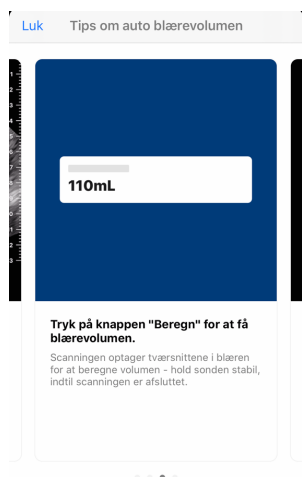 Luk
Tips om auto blærevolumen
110mL
Tryk på knappen "Beregn" for at få
blærevolumen.
Scanningen optager tværsnittene i blæren
for at beregne volumen - hold sonden stabil,
indtil scanningen er afsluttet.